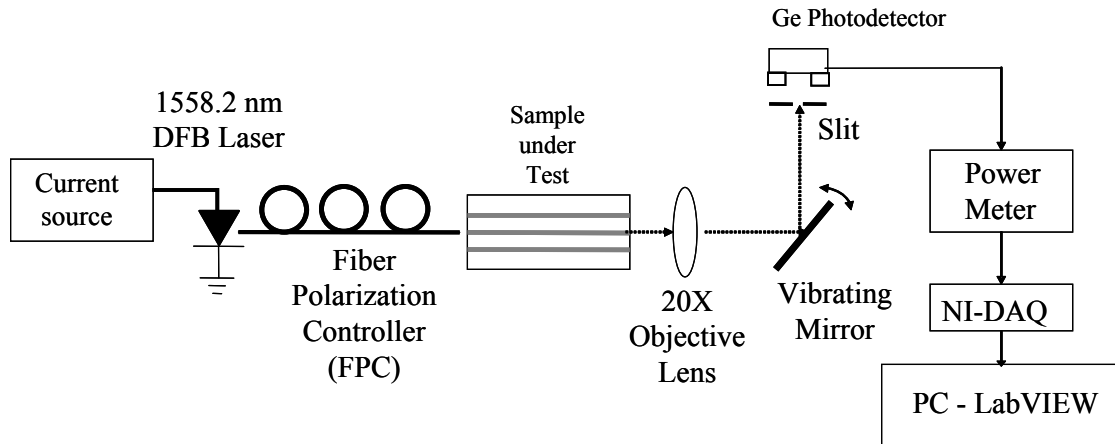 Ge Photodetector
1558.2 nm
DFB Laser
Sample
under
Test
Slit
Current
source
Power
Meter
Fiber
Polarization
Controller
(FPC)
20X
Objective
Lens
Vibrating
Mirror
NI-DAQ
PC - LabVIEW